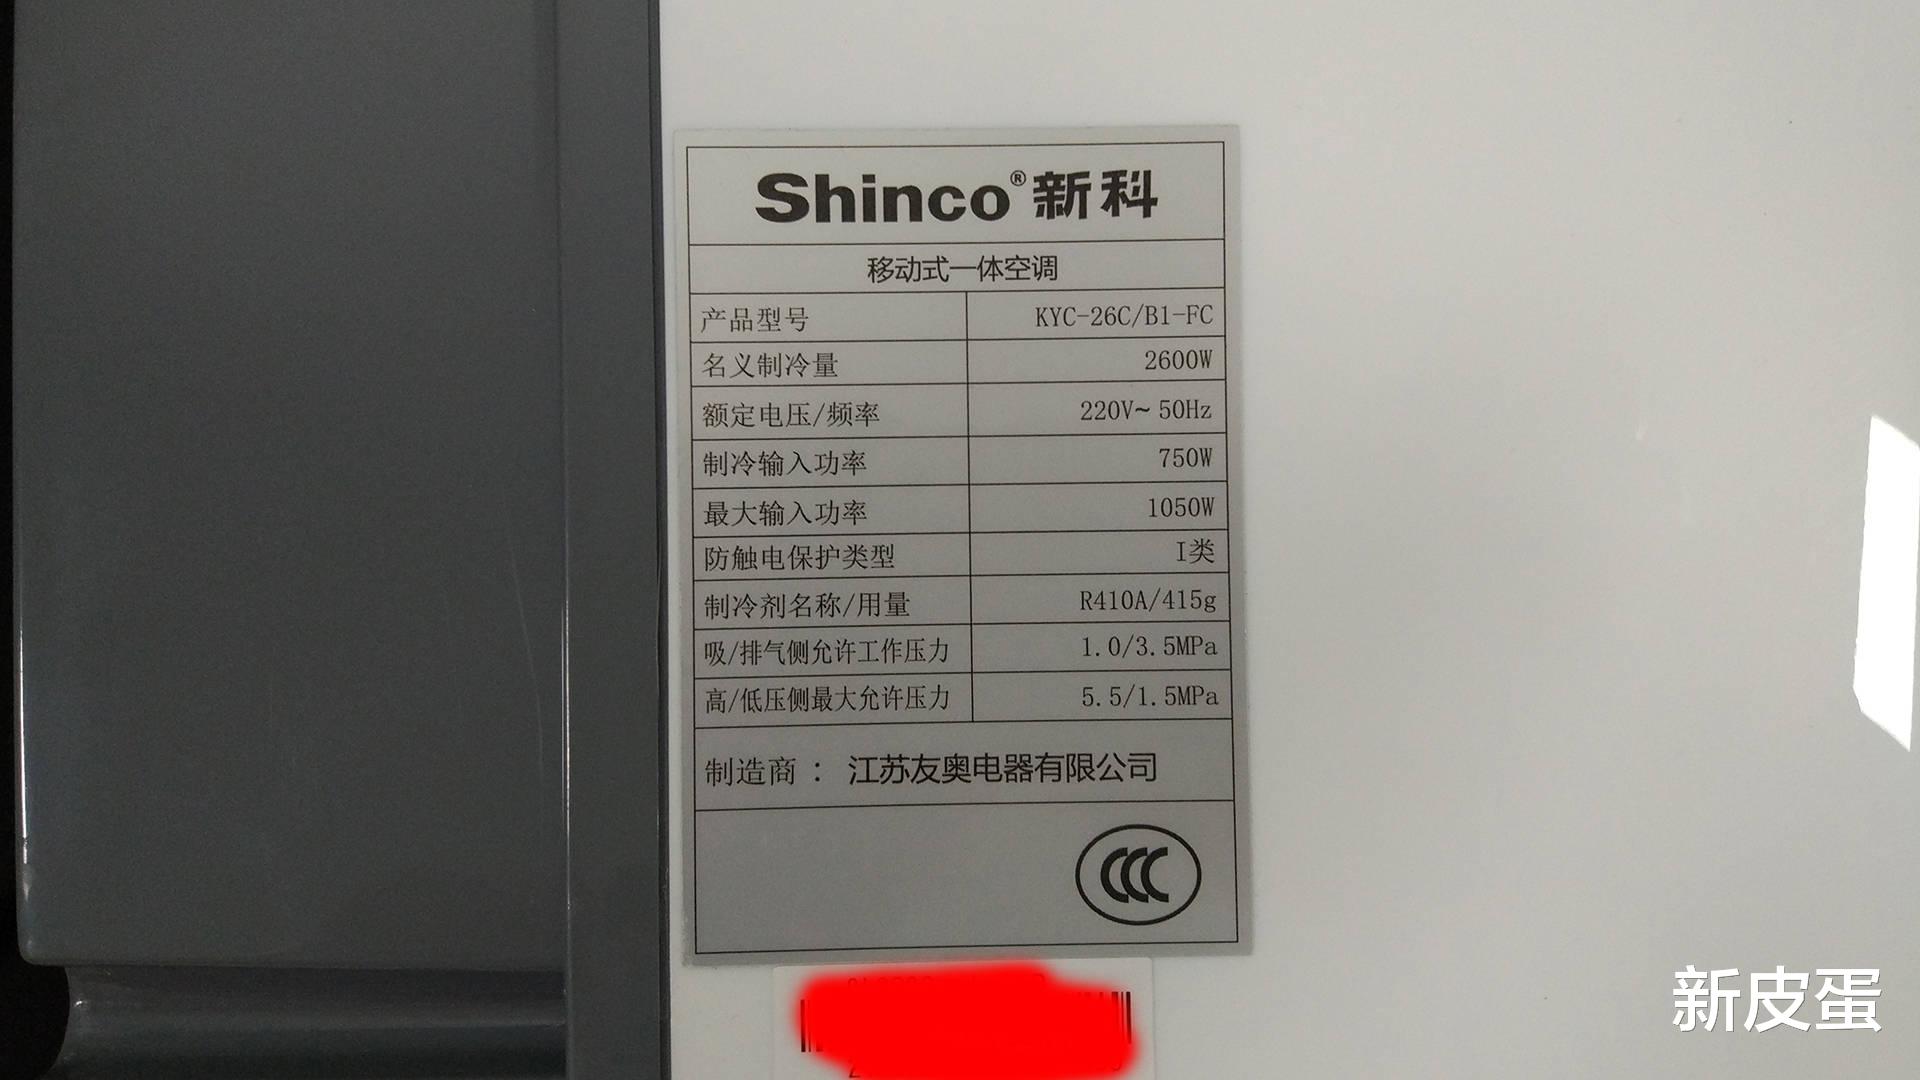 Shinco®新科
移动式一体空调
产品型号 KYC-26C/B1-FC
名义制冷量 2600W
额定电压/频率 220V~50Hz
制冷输入功率 750W
最大输入功率 1050W
防触电保护类型 I类
制冷剂名称/用量 R410A/415g
吸/排气侧允许工作压力 1.0/3.5MPa
高/低压侧最大允许压力 5.5/1.5MPa
制造商：江苏友奥电器有限公司
CCC
新皮蛋